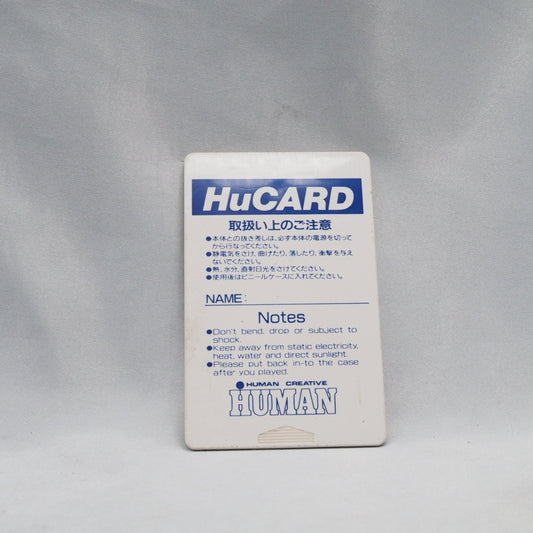 HuCARD
取扱い上のご注意
●本体との抜き差しは、必ず本体の電源を切って
から行なってください。
●静電気をさけ、曲げたり、落したり、衝撃を与え
ないでください。
●熱、水分、直射日光をさけてください。
●使用後はビニールケースに入れてください。
NAME:
Notes
●Don't bend, drop or subject to
shock.
●Keep away from static electricity,
heat, water and direct sunlight.
●Please put back in-to the case
after you played.
HUMAN CREATIVE
HUMAN